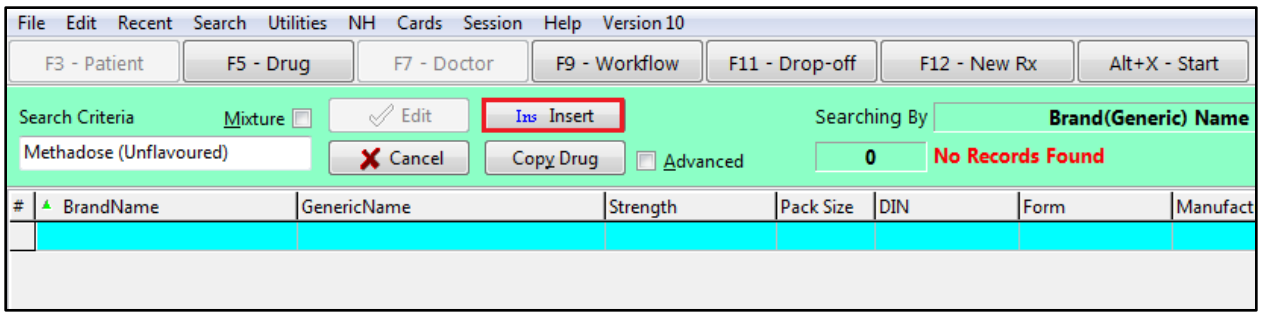 File Edit Recent Search Utilities NH Cards Session Help Version 10
F3 - Patient F5 - Drug F7 - Doctor F9 - Workflow F11 - Drop-off F12 - New Rx Alt+X - Start
Search Criteria Mixture Edit Ins Insert Searching By Brand(Generic) Name
Methadose (Unflavoured) Cancel Copy Drug Advanced 0 No Records Found
# BrandName GenericName Strength Pack Size DIN Form Manufact